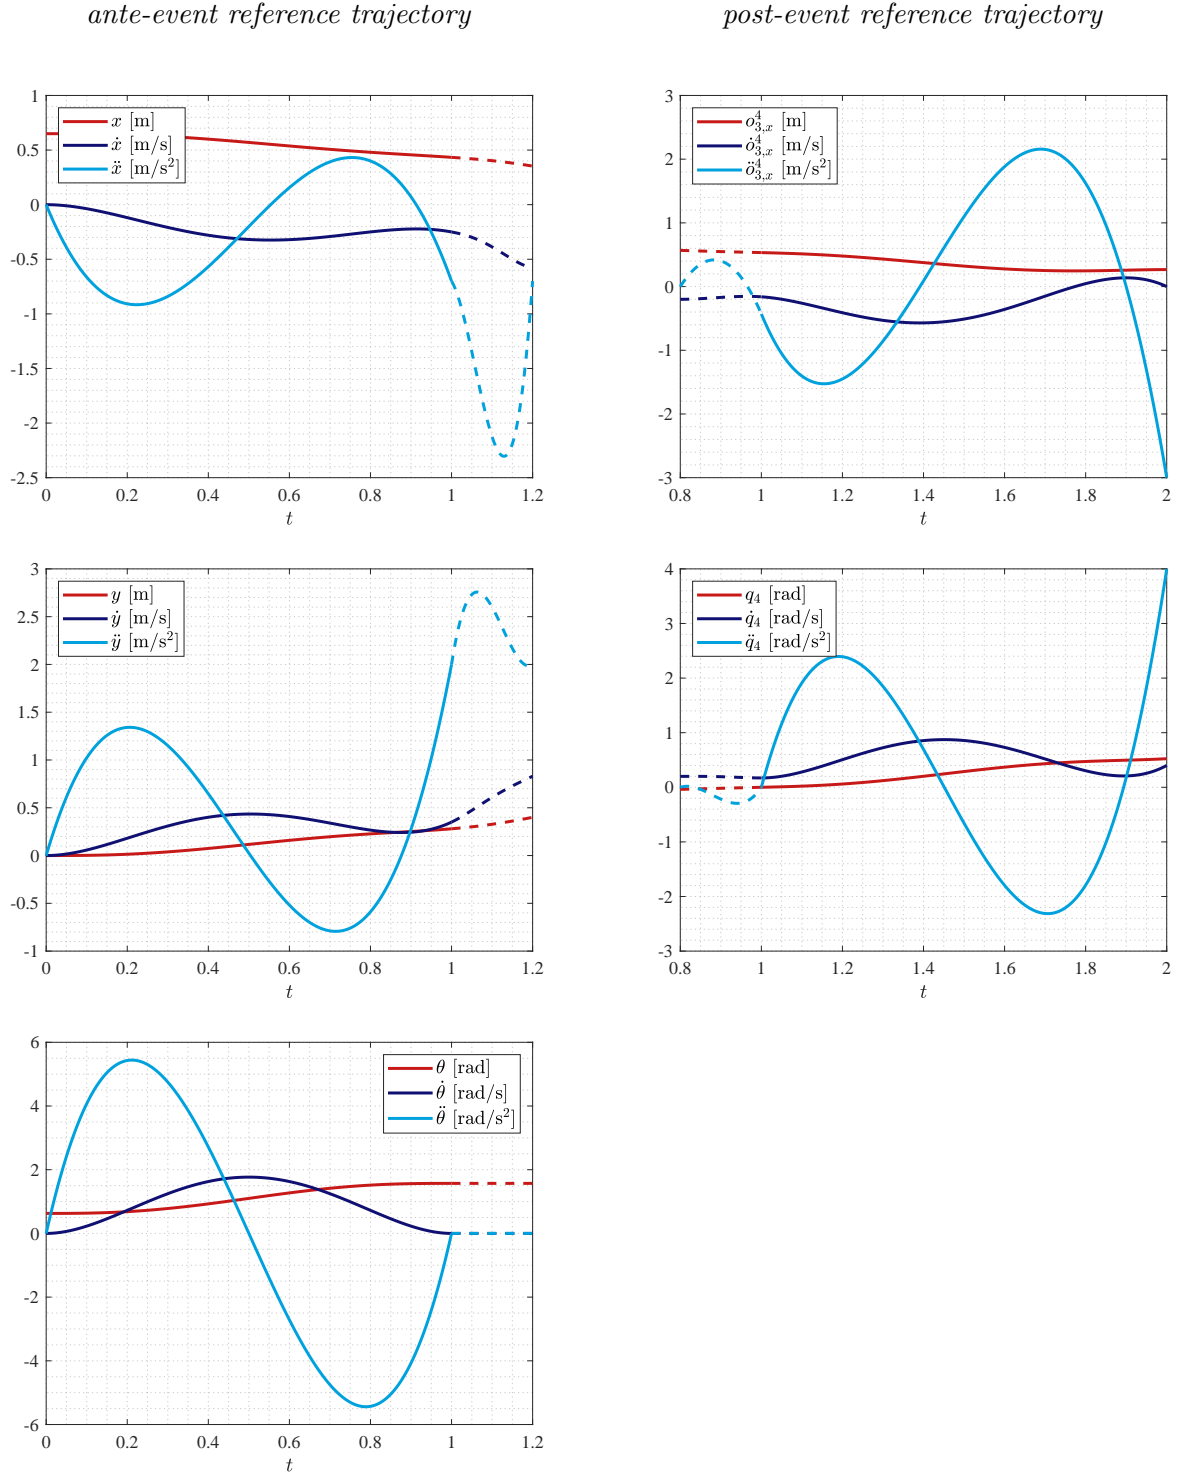 ante-event reference trajectory
post-event reference trajectory
1
0.5
0
-0.5
-1
-1.5
-2
-2.5
x [m]
ẋ [m/s]
ẍ [m/s²]
0 0.2 0.4 0.6 0.8 1 1.2
t
3
2
1
0
-1
-2
-3
o⁴₃,ₓ [m]
ȯ⁴₃,ₓ [m/s]
ö⁴₃,ₓ [m/s²]
0.8 1 1.2 1.4 1.6 1.8 2
t
3
2.5
2
1.5
1
0.5
0
-0.5
-1
y [m]
ẏ [m/s]
ÿ [m/s²]
0 0.2 0.4 0.6 0.8 1 1.2
t
4
3
2
1
0
-1
-2
-3
q₄ [rad]
q̇₄ [rad/s]
q̈₄ [rad/s²]
0.8 1 1.2 1.4 1.6 1.8 2
t
6
4
2
0
-2
-4
-6
θ [rad]
θ̇ [rad/s]
θ̈ [rad/s²]
0 0.2 0.4 0.6 0.8 1 1.2
t